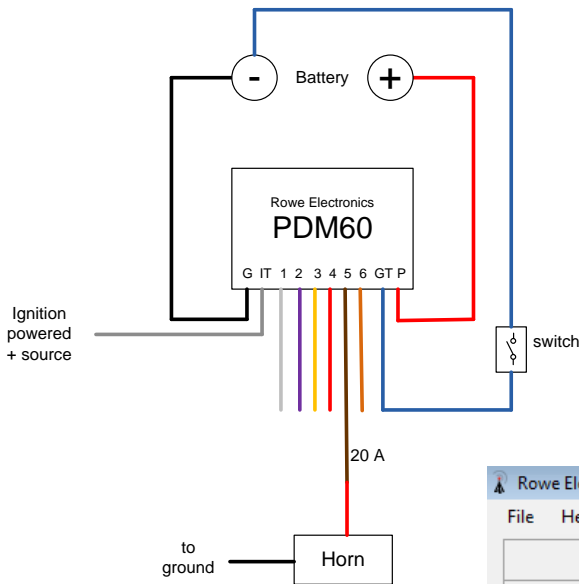 - Battery +
Rowe Electronics
PDM60
G IT 1 2 3 4 5 6 GT P
Ignition
powered
+ source
switch
20 A
Rowe El
File He
to
ground
Horn